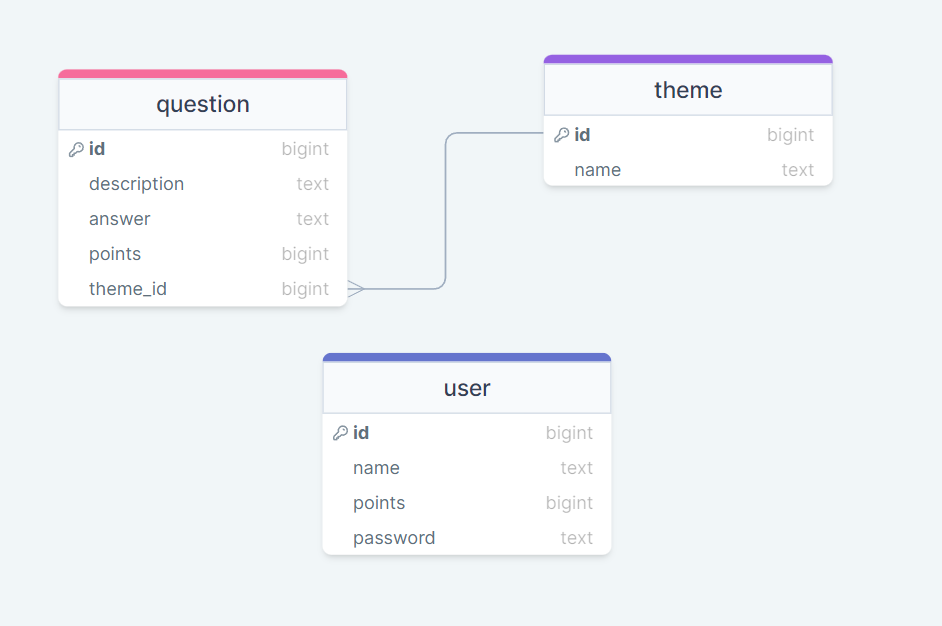 question
id bigint
description text
answer text
points bigint
theme_id bigint
theme
id bigint
name text
user
id bigint
name text
points bigint
password text